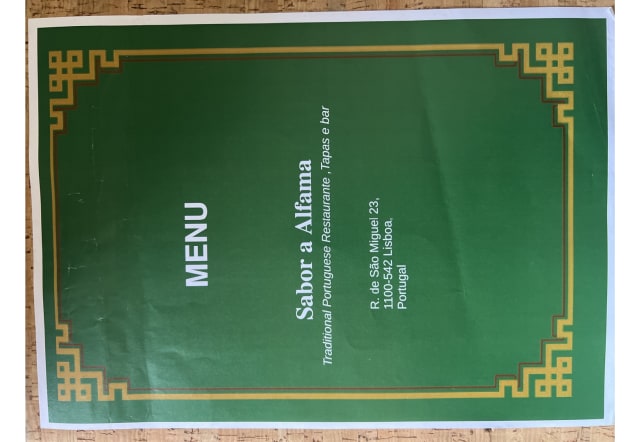 MENU
Sabor a Alfama
Traditional Portuguese Restaurante ,Tapas e bar
R. de São Miguel 23,
1100-542 Lisboa,
Portugal